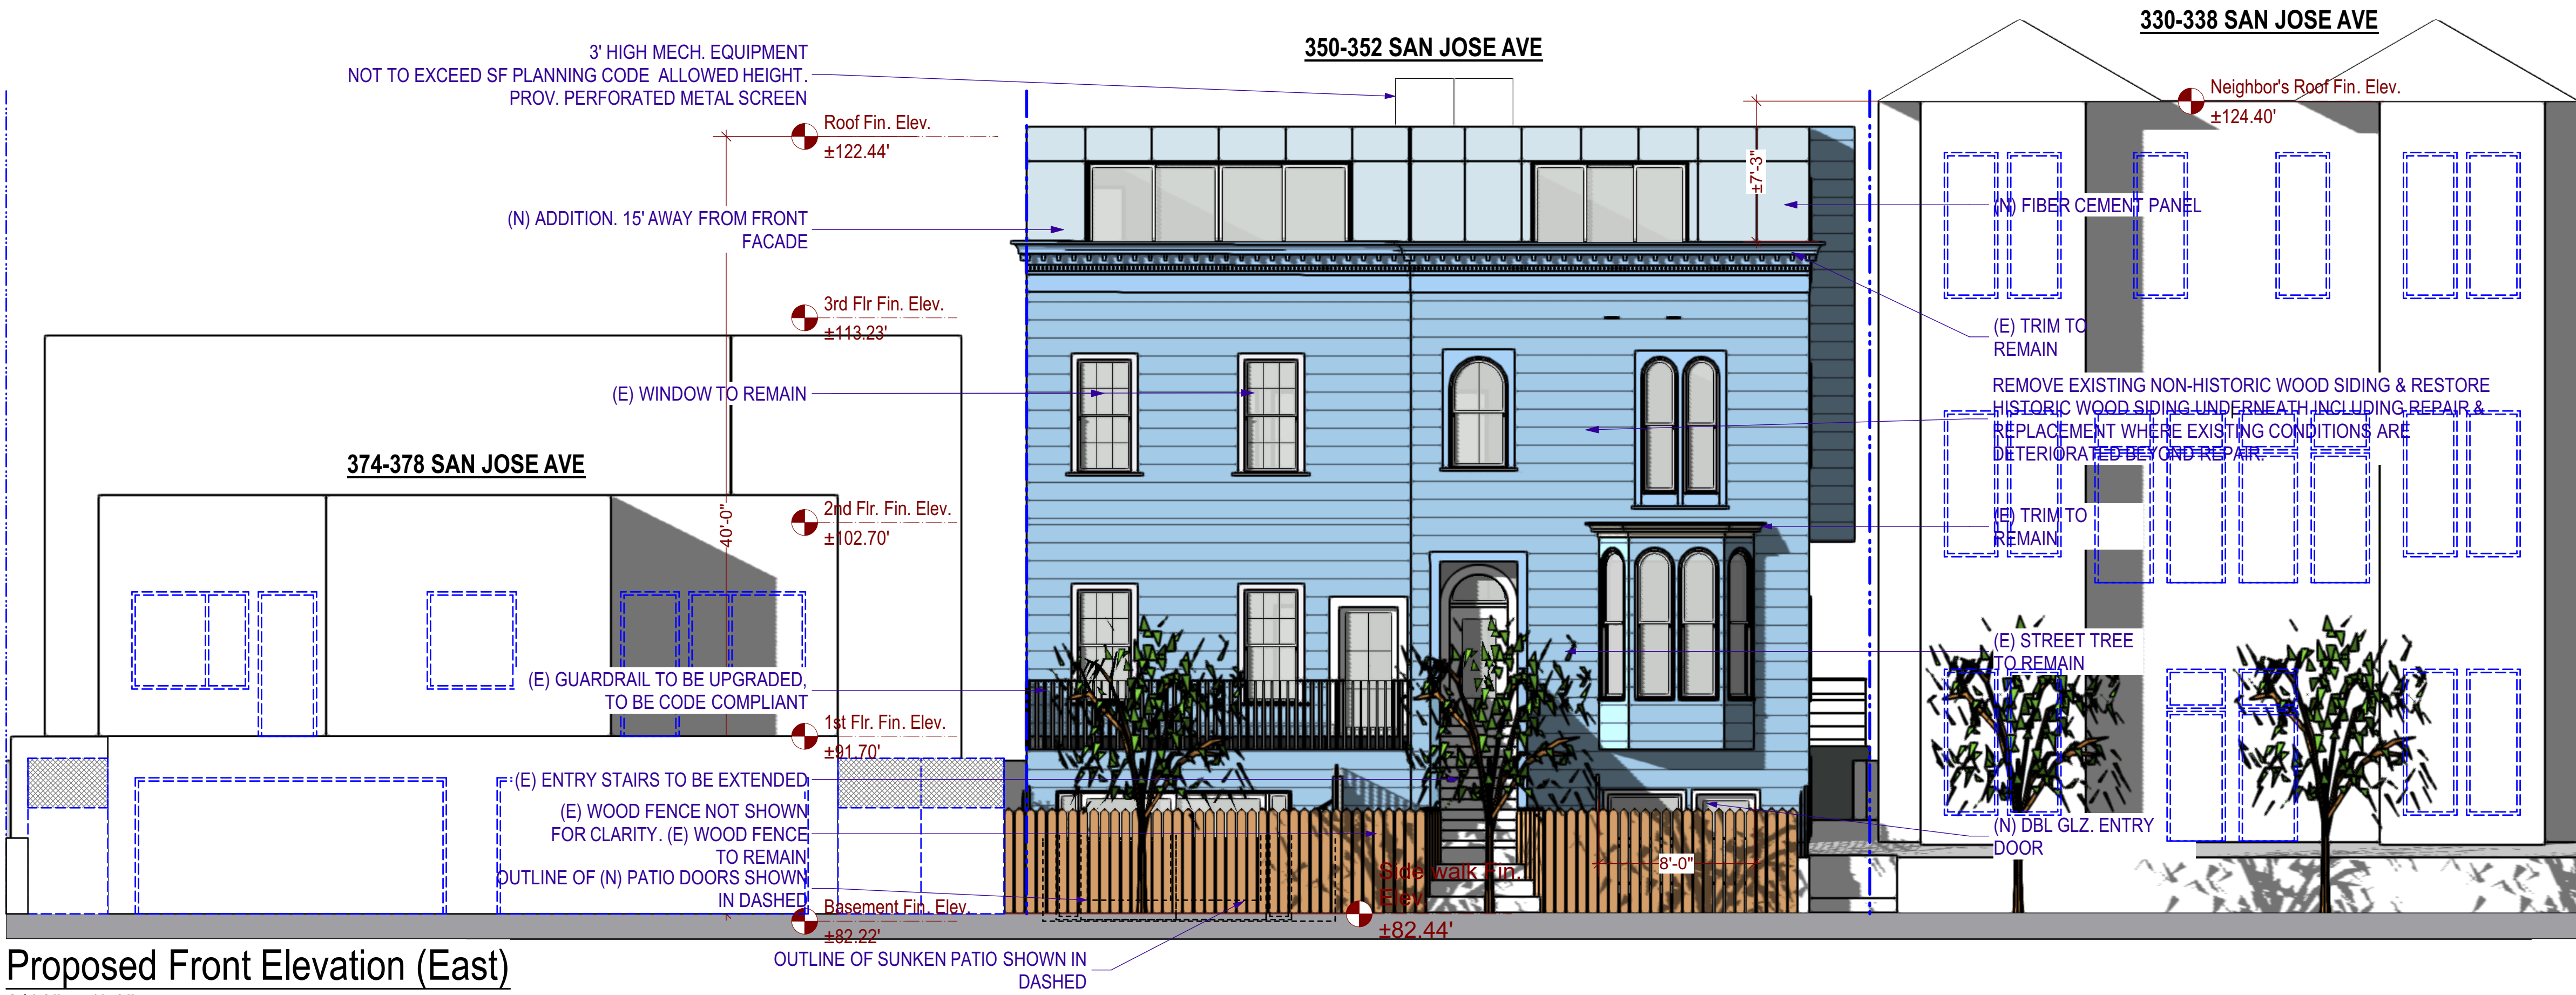 330-338 SAN JOSE AVE
350-352 SAN JOSE AVE
3' HIGH MECH. EQUIPMENT
NOT TO EXCEED SF PLANNING CODE ALLOWED HEIGHT.
PROV. PERFORATED METAL SCREEN
Roof Fin. Elev.
±122.44'
Neighbor's Roof Fin. Elev.
±124.40'
±7'-3"
(N) ADDITION. 15' AWAY FROM FRONT
FACADE
(N) FIBER CEMENT PANEL
3rd Flr Fin. Elev.
±113.23'
(E) TRIM TO
REMAIN
(E) WINDOW TO REMAIN
REMOVE EXISTING NON-HISTORIC WOOD SIDING & RESTORE
HISTORIC WOOD SIDING UNDERNEATH INCLUDING REPAIR &
REPLACEMENT WHERE EXISTING CONDITIONS ARE
DETERIORATED BEYOND REPAIR.
374-378 SAN JOSE AVE
40'-0"
2nd Flr. Fin. Elev.
±102.70'
(E) TRIM TO
REMAIN
(E) GUARDRAIL TO BE UPGRADED,
TO BE CODE COMPLIANT
(E) STREET TREE
TO REMAIN
1st Flr. Fin. Elev.
±91.70'
(E) ENTRY STAIRS TO BE EXTENDED
(E) WOOD FENCE NOT SHOWN
FOR CLARITY. (E) WOOD FENCE
TO REMAIN
(N) DBL GLZ. ENTRY
DOOR
8'-0"
OUTLINE OF (N) PATIO DOORS SHOWN
IN DASHED
Basement Fin. Elev.
±82.22'
Side walk Fin.
Elev.
±82.44'
OUTLINE OF SUNKEN PATIO SHOWN IN
DASHED
Proposed Front Elevation (East)